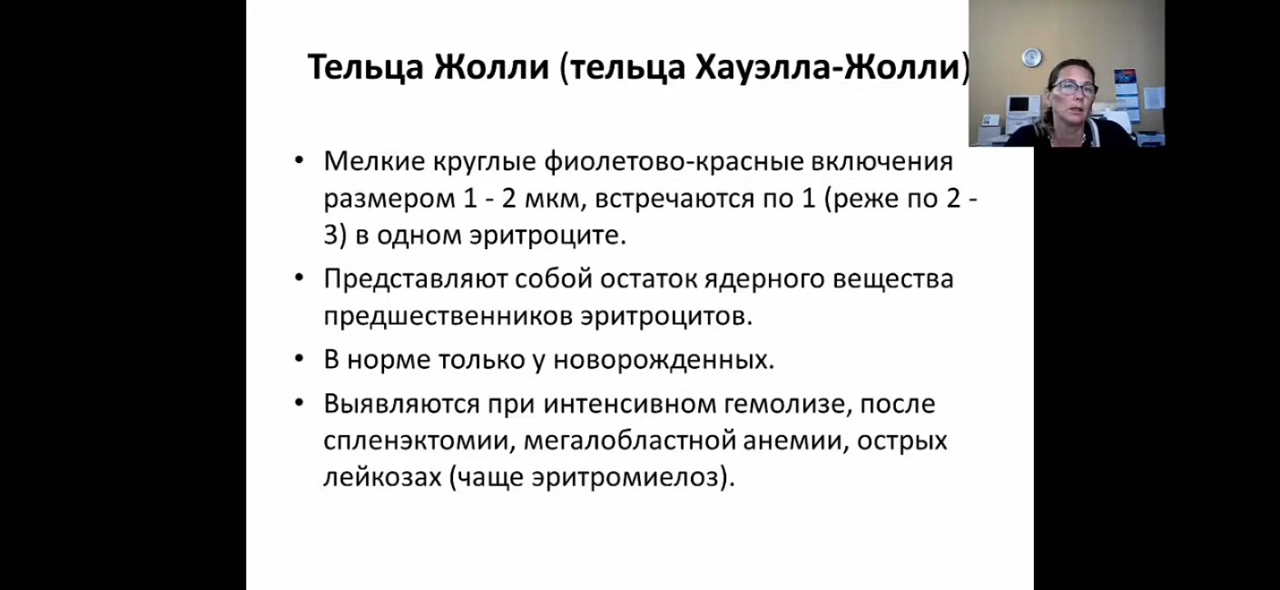 Тельца Жолли (тельца Хауэлла-Жолли)
• Мелкие круглые фиолетово-красные включения
размером 1 - 2 мкм, встречаются по 1 (реже по 2 -
3) в одном эритроците.
• Представляют собой остаток ядерного вещества
предшественников эритроцитов.
• В норме только у новорожденных.
• Выявляются при интенсивном гемолизе, после
спленэктомии, мегалобластной анемии, острых
лейкозах (чаще эритромиелоз).